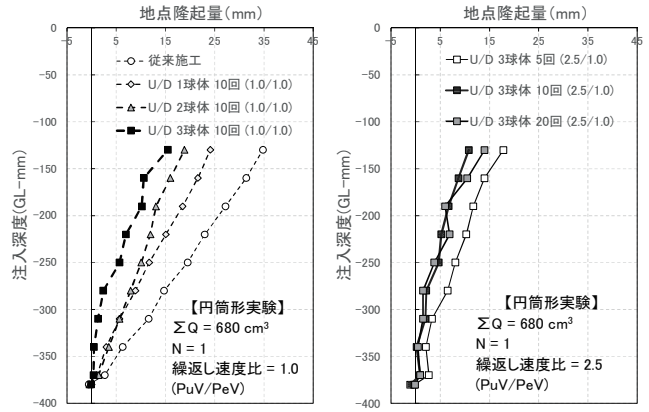 地点隆起量(mm)
-5 5 15 25 35 45
0
-50
-100
-150
-200
-250
-300
-350
-400
注入深度(GL-mm)
従来施工
U/D 1球体 10回 (1.0/1.0)
U/D 2球体 10回 (1.0/1.0)
U/D 3球体 10回 (1.0/1.0)
【円筒形実験】
ΣQ = 680 cm³
N = 1
繰返し速度比 = 1.0
(PuV/PeV)
地点隆起量(mm)
-5 5 15 25 35 45
0
-50
-100
-150
-200
-250
-300
-350
-400
注入深度(GL-mm)
U/D 3球体 5回 (2.5/1.0)
U/D 3球体 10回 (2.5/1.0)
U/D 3球体 20回 (2.5/1.0)
【円筒形実験】
ΣQ = 680 cm³
N = 1
繰返し速度比 = 2.5
(PuV/PeV)